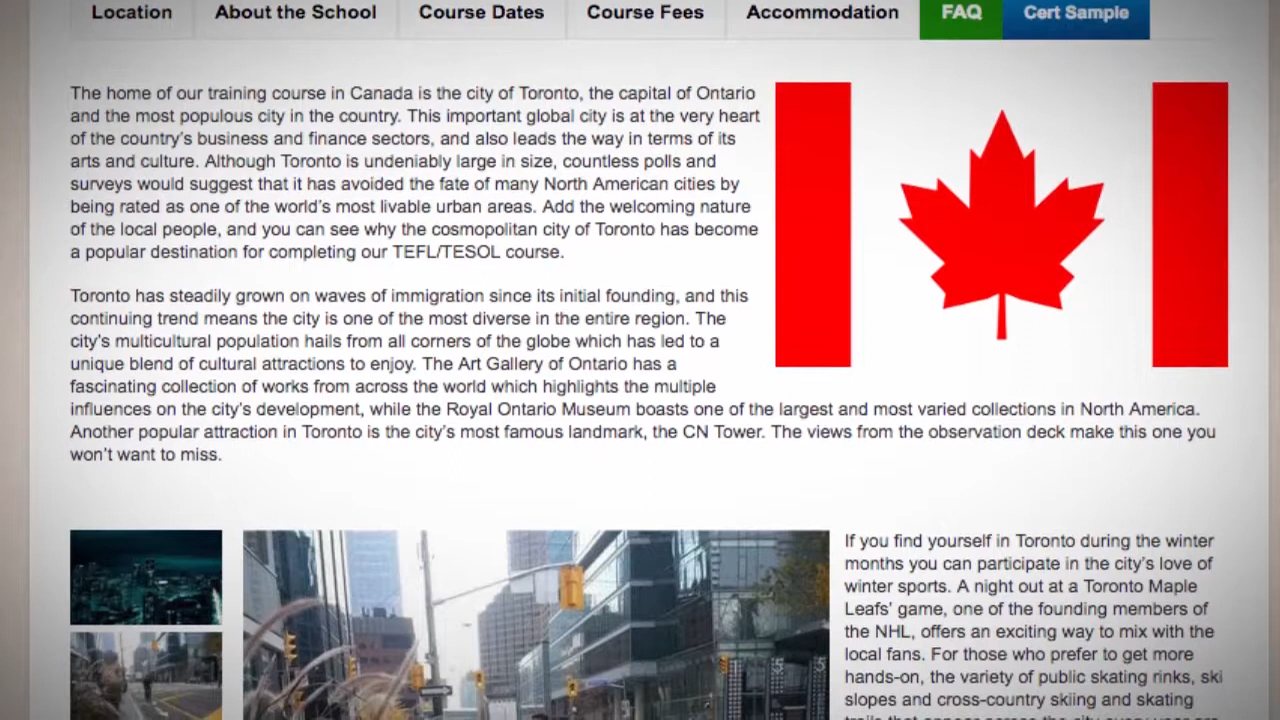 Location About the School Course Dates Course Fees Accommodation FAQ Cert Sample
The home of our training course in Canada is the city of Toronto, the capital of Ontario
and the most populous city in the country. This important global city is at the very heart
of the country's business and finance sectors, and also leads the way in terms of its
arts and culture. Although Toronto is undeniably large in size, countless polls and
surveys would suggest that it has avoided the fate of many North American cities by
being rated as one of the world's most livable urban areas. Add the welcoming nature
of the local people, and you can see why the cosmopolitan city of Toronto has become
a popular destination for completing our TEFL/TESOL course.
Toronto has steadily grown on waves of immigration since its initial founding, and this
continuing trend means the city is one of the most diverse in the entire region. The
city's multicultural population hails from all corners of the globe which has led to a
unique blend of cultural attractions to enjoy. The Art Gallery of Ontario has a
fascinating collection of works from across the world which highlights the multiple
influences on the city's development, while the Royal Ontario Museum boasts one of the largest and most varied collections in North America.
Another popular attraction in Toronto is the city's most famous landmark, the CN Tower. The views from the observation deck make this one you
won't want to miss.
If you find yourself in Toronto during the winter
months you can participate in the city's love of
winter sports. A night out at a Toronto Maple
Leafs' game, one of the founding members of
the NHL, offers an exciting way to mix with the
local fans. For those who prefer to get more
hands-on, the variety of public skating rinks, ski
slopes and cross-country skiing and skating